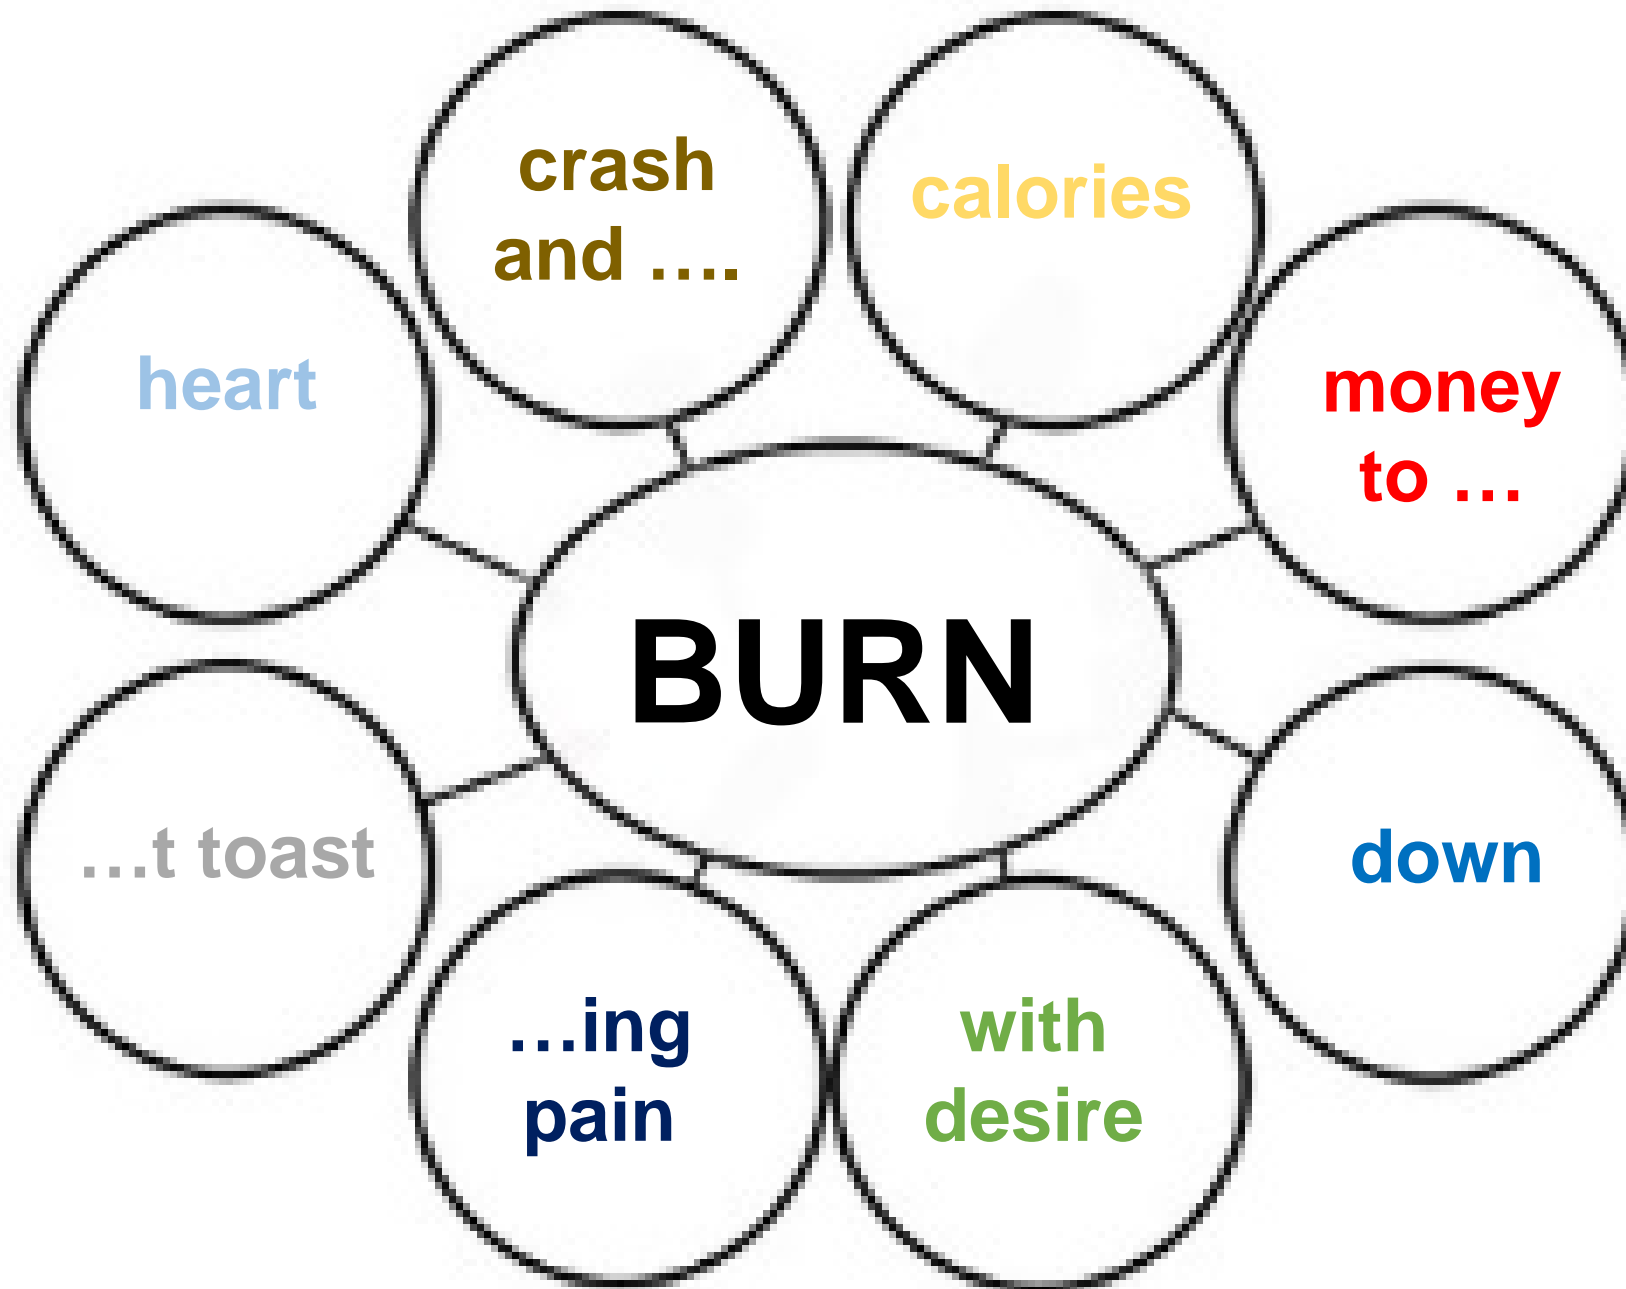 crash
and ….
calories
heart
money
to …
BURN
…t toast
down
…ing
pain
with
desire